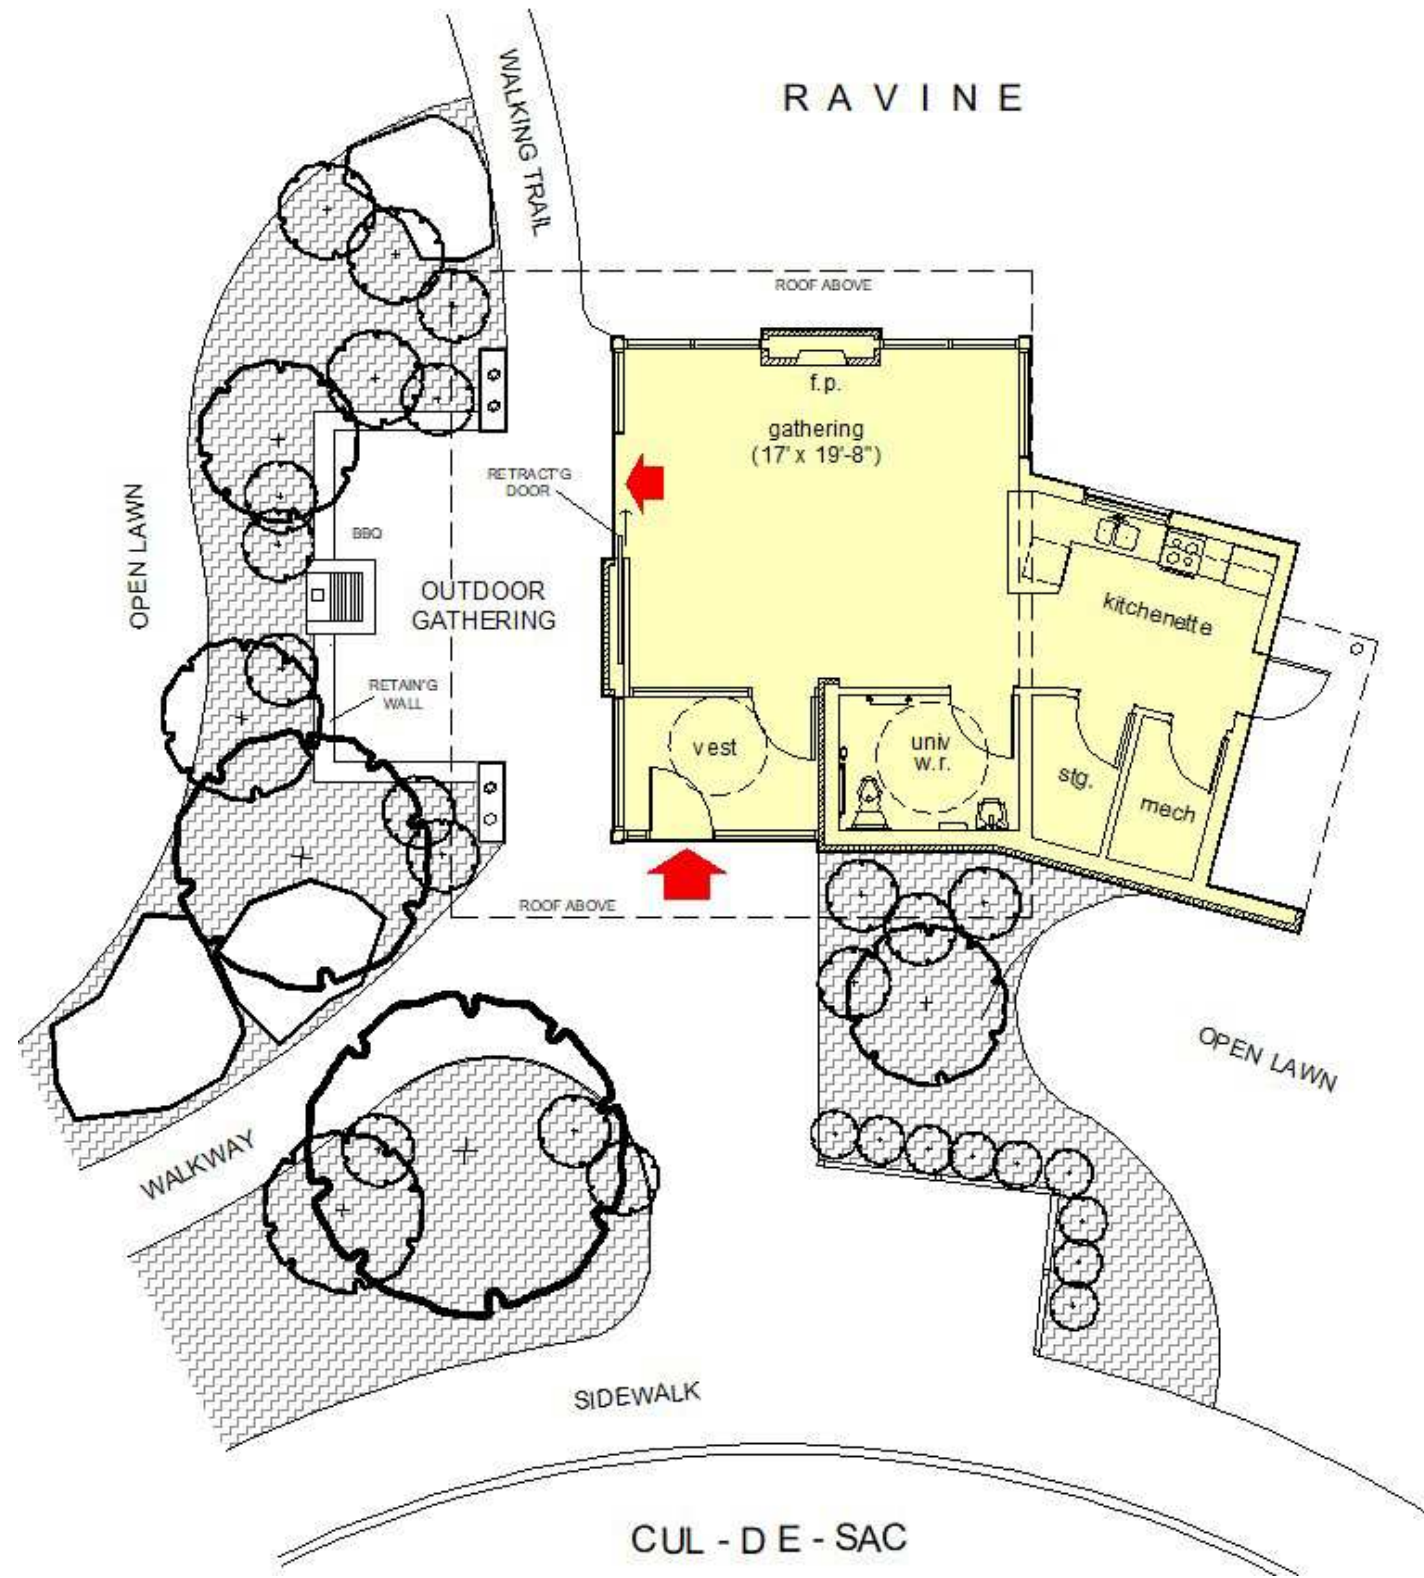 RAVINE
WALKING TRAIL
ROOF ABOVE
f.p.
gathering
(17' x 19'-8")
RETRACT'G
DOOR
BBQ
OPEN LAWN
OUTDOOR
GATHERING
kitchenette
RETAIN'G
WALL
vest
univ
w.r.
stg.
mech
ROOF ABOVE
OPEN LAWN
WALKWAY
SIDEWALK
CUL - DE - SAC